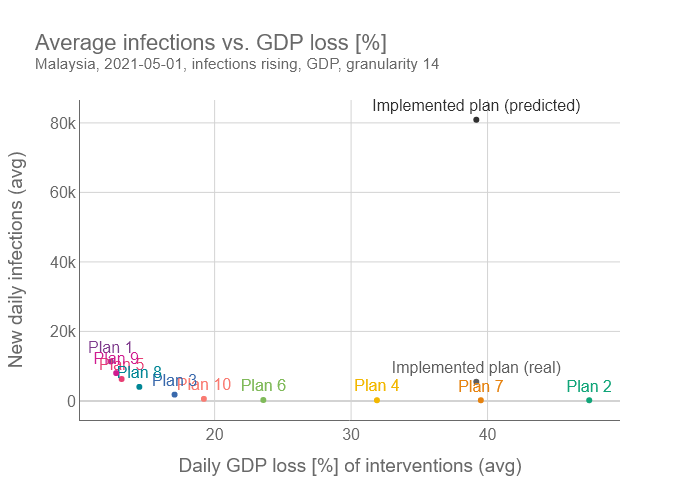 Average infections vs. GDP loss [%]
Malaysia, 2021-05-01, infections rising, GDP, granularity 14
Implemented plan (predicted)
80k
60k
40k
20k
0
New daily infections (avg)
Plan 1
Plan 9
Plan 5
Plan 8
Plan 3
Plan 10
Plan 6
Implemented plan (real)
Plan 4
Plan 7
Plan 2
20
30
40
Daily GDP loss [%] of interventions (avg)